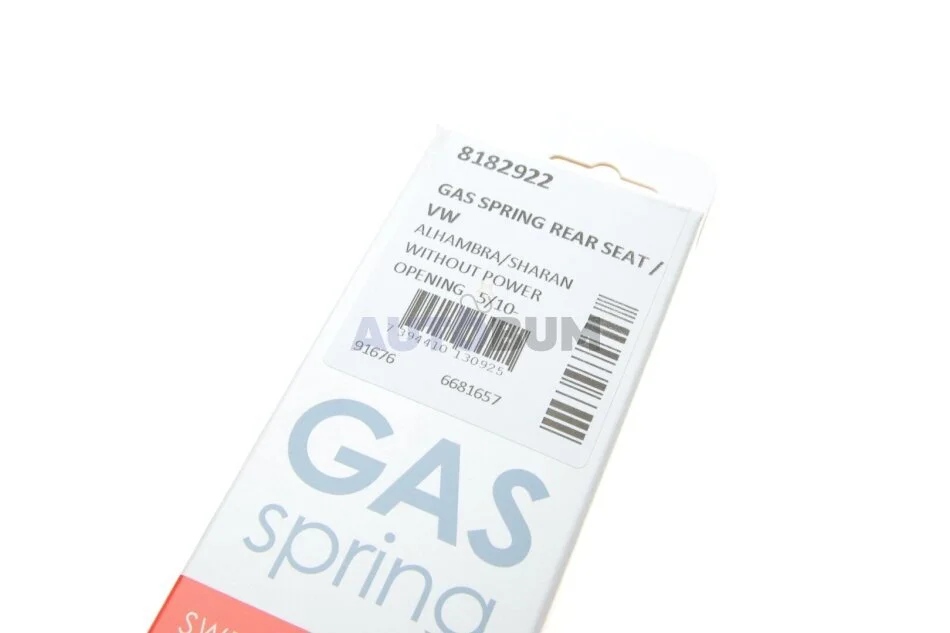 8182922
GAS SPRING REAR SEAT /
VW
ALHAMBRA/SHARAN
WITHOUT POWER
OPENING 5/10-
7 394410 130925
91676
6681657
AUTOBUM
GAS
spring